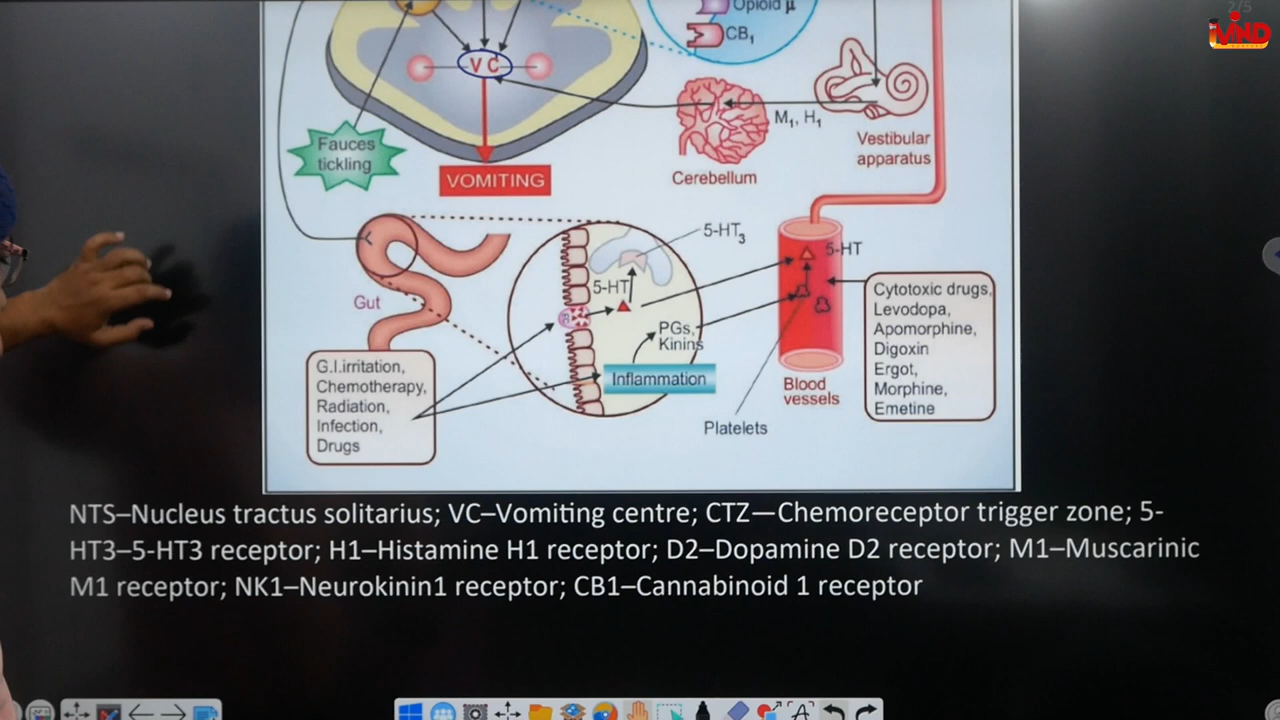 2/5
MND
Opioid μ
CB1
VC
M1, H1
Fauces
tickling
Vestibular
apparatus
VOMITING
Cerebellum
5-HT3
5-HT
5-HT
Gut
PGs,
Kinins
Inflammation
Cytotoxic drugs,
Levodopa,
Apomorphine,
Digoxin
Ergot,
Morphine,
Emetine
G.I.irritation,
Chemotherapy,
Radiation,
Infection,
Drugs
Blood
vessels
Platelets
NTS–Nucleus tractus solitarius; VC–Vomiting centre; CTZ—Chemoreceptor trigger zone; 5-
HT3–5-HT3 receptor; H1–Histamine H1 receptor; D2–Dopamine D2 receptor; M1–Muscarinic
M1 receptor; NK1–Neurokinin1 receptor; CB1–Cannabinoid 1 receptor